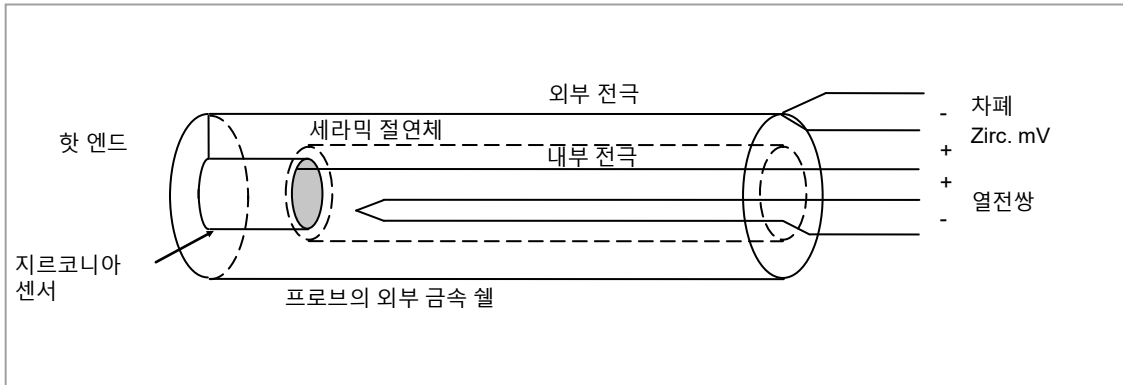 외부 전극
차폐
핫 엔드
세라믹 절연체
-
Zirc. mV
+
내부 전극
+
열전쌍
-
지르코니아
센서
프로브의 외부 금속 쉘